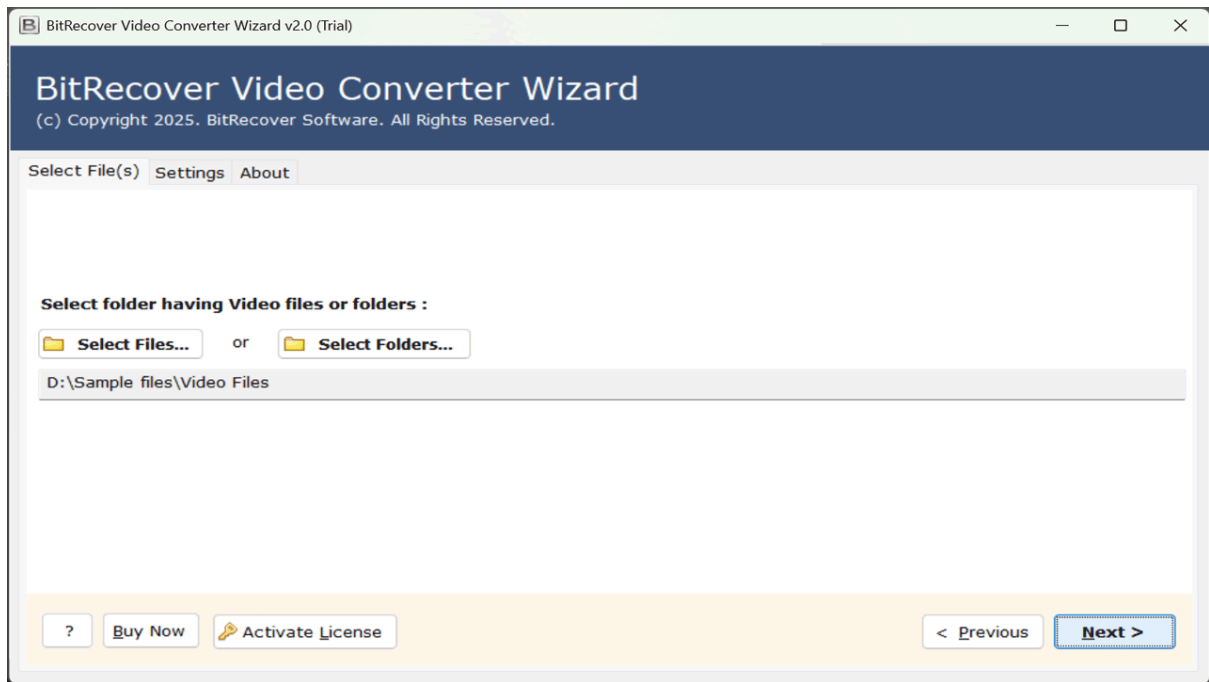 BitRecover Video Converter Wizard v2.0 (Trial)
BitRecover Video Converter Wizard
(c) Copyright 2025. BitRecover Software. All Rights Reserved.
Select File(s) Settings About
Select folder having Video files or folders :
Select Files... or Select Folders...
D:\Sample files\Video Files
? Buy Now Activate License < Previous Next >